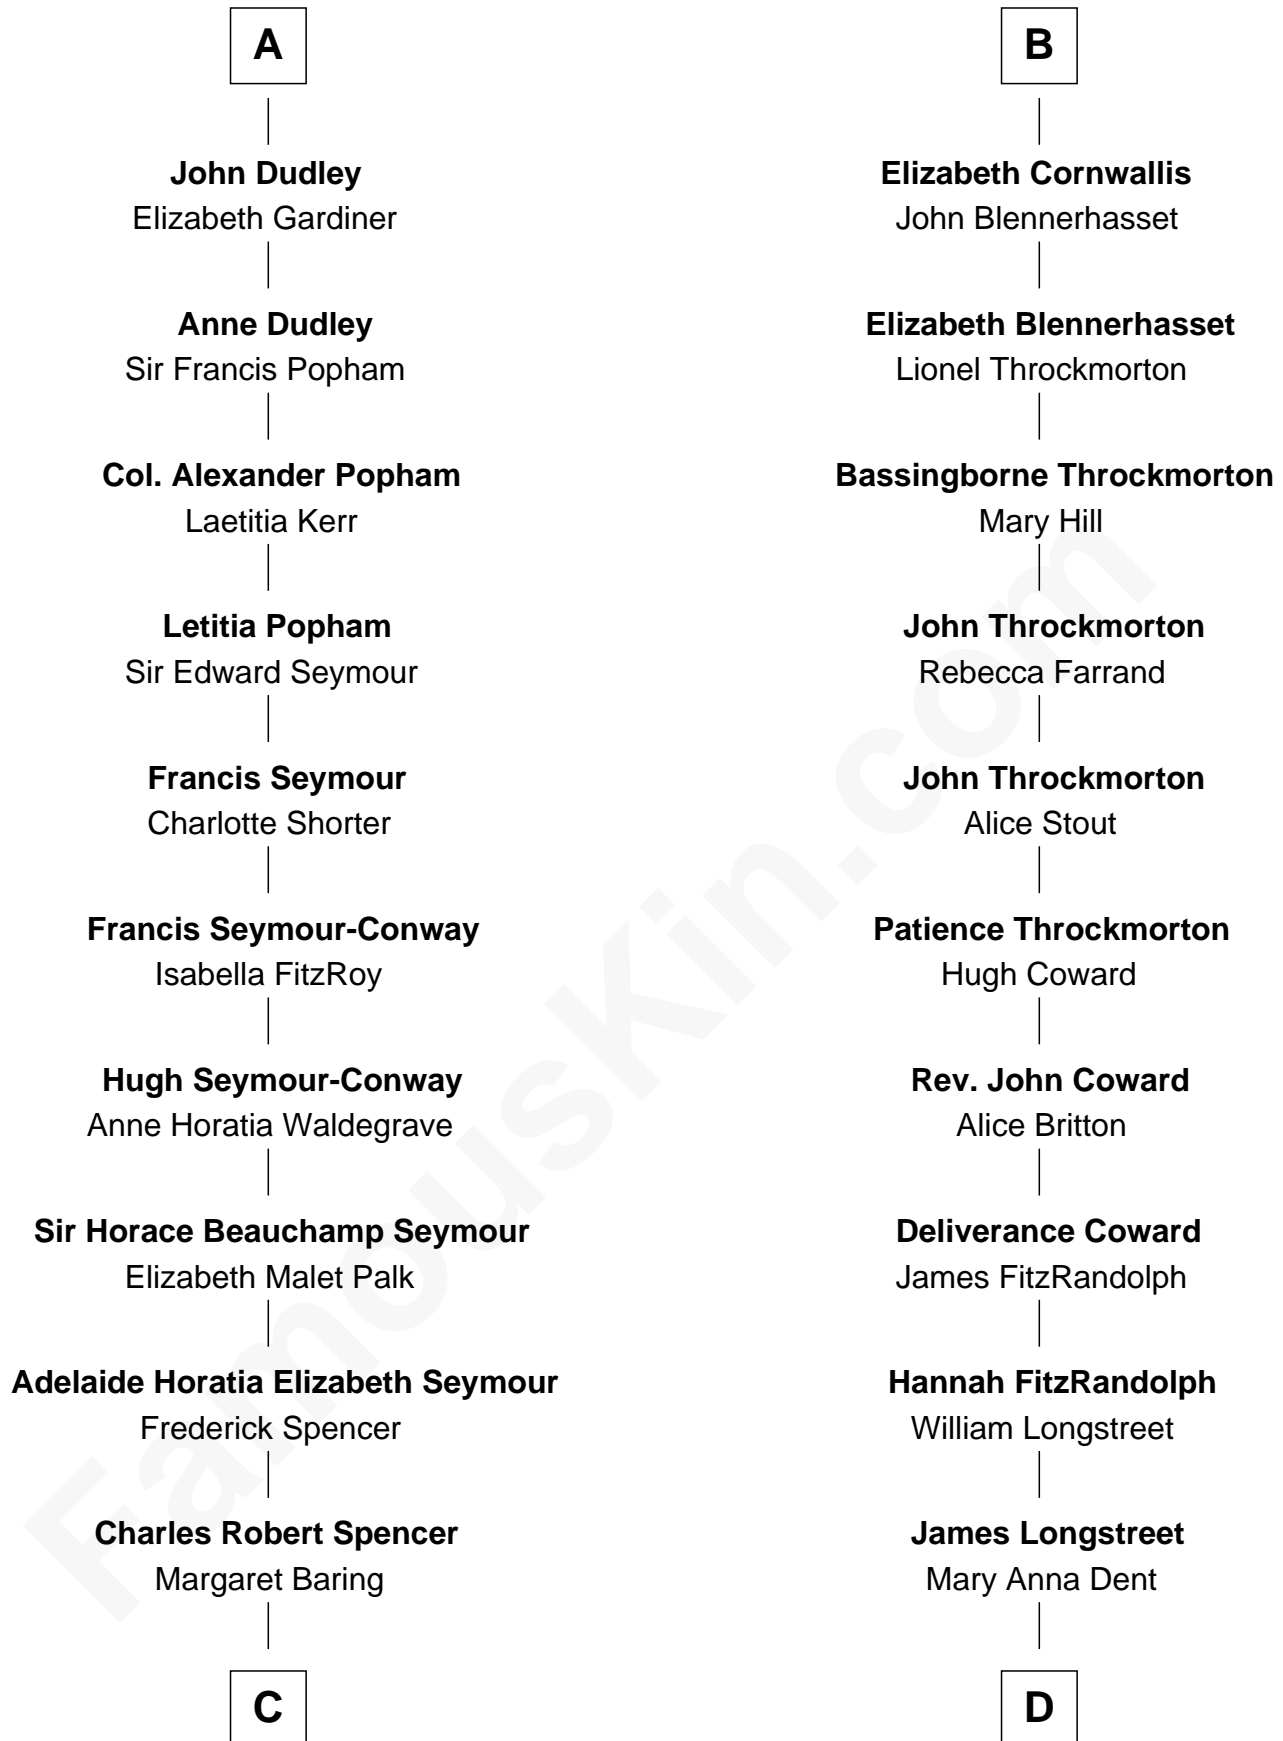 A
John Dudley
Elizabeth Gardiner
Anne Dudley
Sir Francis Popham
Col. Alexander Popham
Laetitia Kerr
Letitia Popham
Sir Edward Seymour
Francis Seymour
Charlotte Shorter
Francis Seymour-Conway
Isabella FitzRoy
Hugh Seymour-Conway
Anne Horatia Waldegrave
Sir Horace Beauchamp Seymour
Elizabeth Malet Palk
Adelaide Horatia Elizabeth Seymour
Frederick Spencer
Charles Robert Spencer
Margaret Baring
C
B
Elizabeth Cornwallis
John Blennerhasset
Elizabeth Blennerhasset
Lionel Throckmorton
Bassingborne Throckmorton
Mary Hill
John Throckmorton
Rebecca Farrand
John Throckmorton
Alice Stout
Patience Throckmorton
Hugh Coward
Rev. John Coward
Alice Britton
Deliverance Coward
James FitzRandolph
Hannah FitzRandolph
William Longstreet
James Longstreet
Mary Anna Dent
D
FamousKin.com